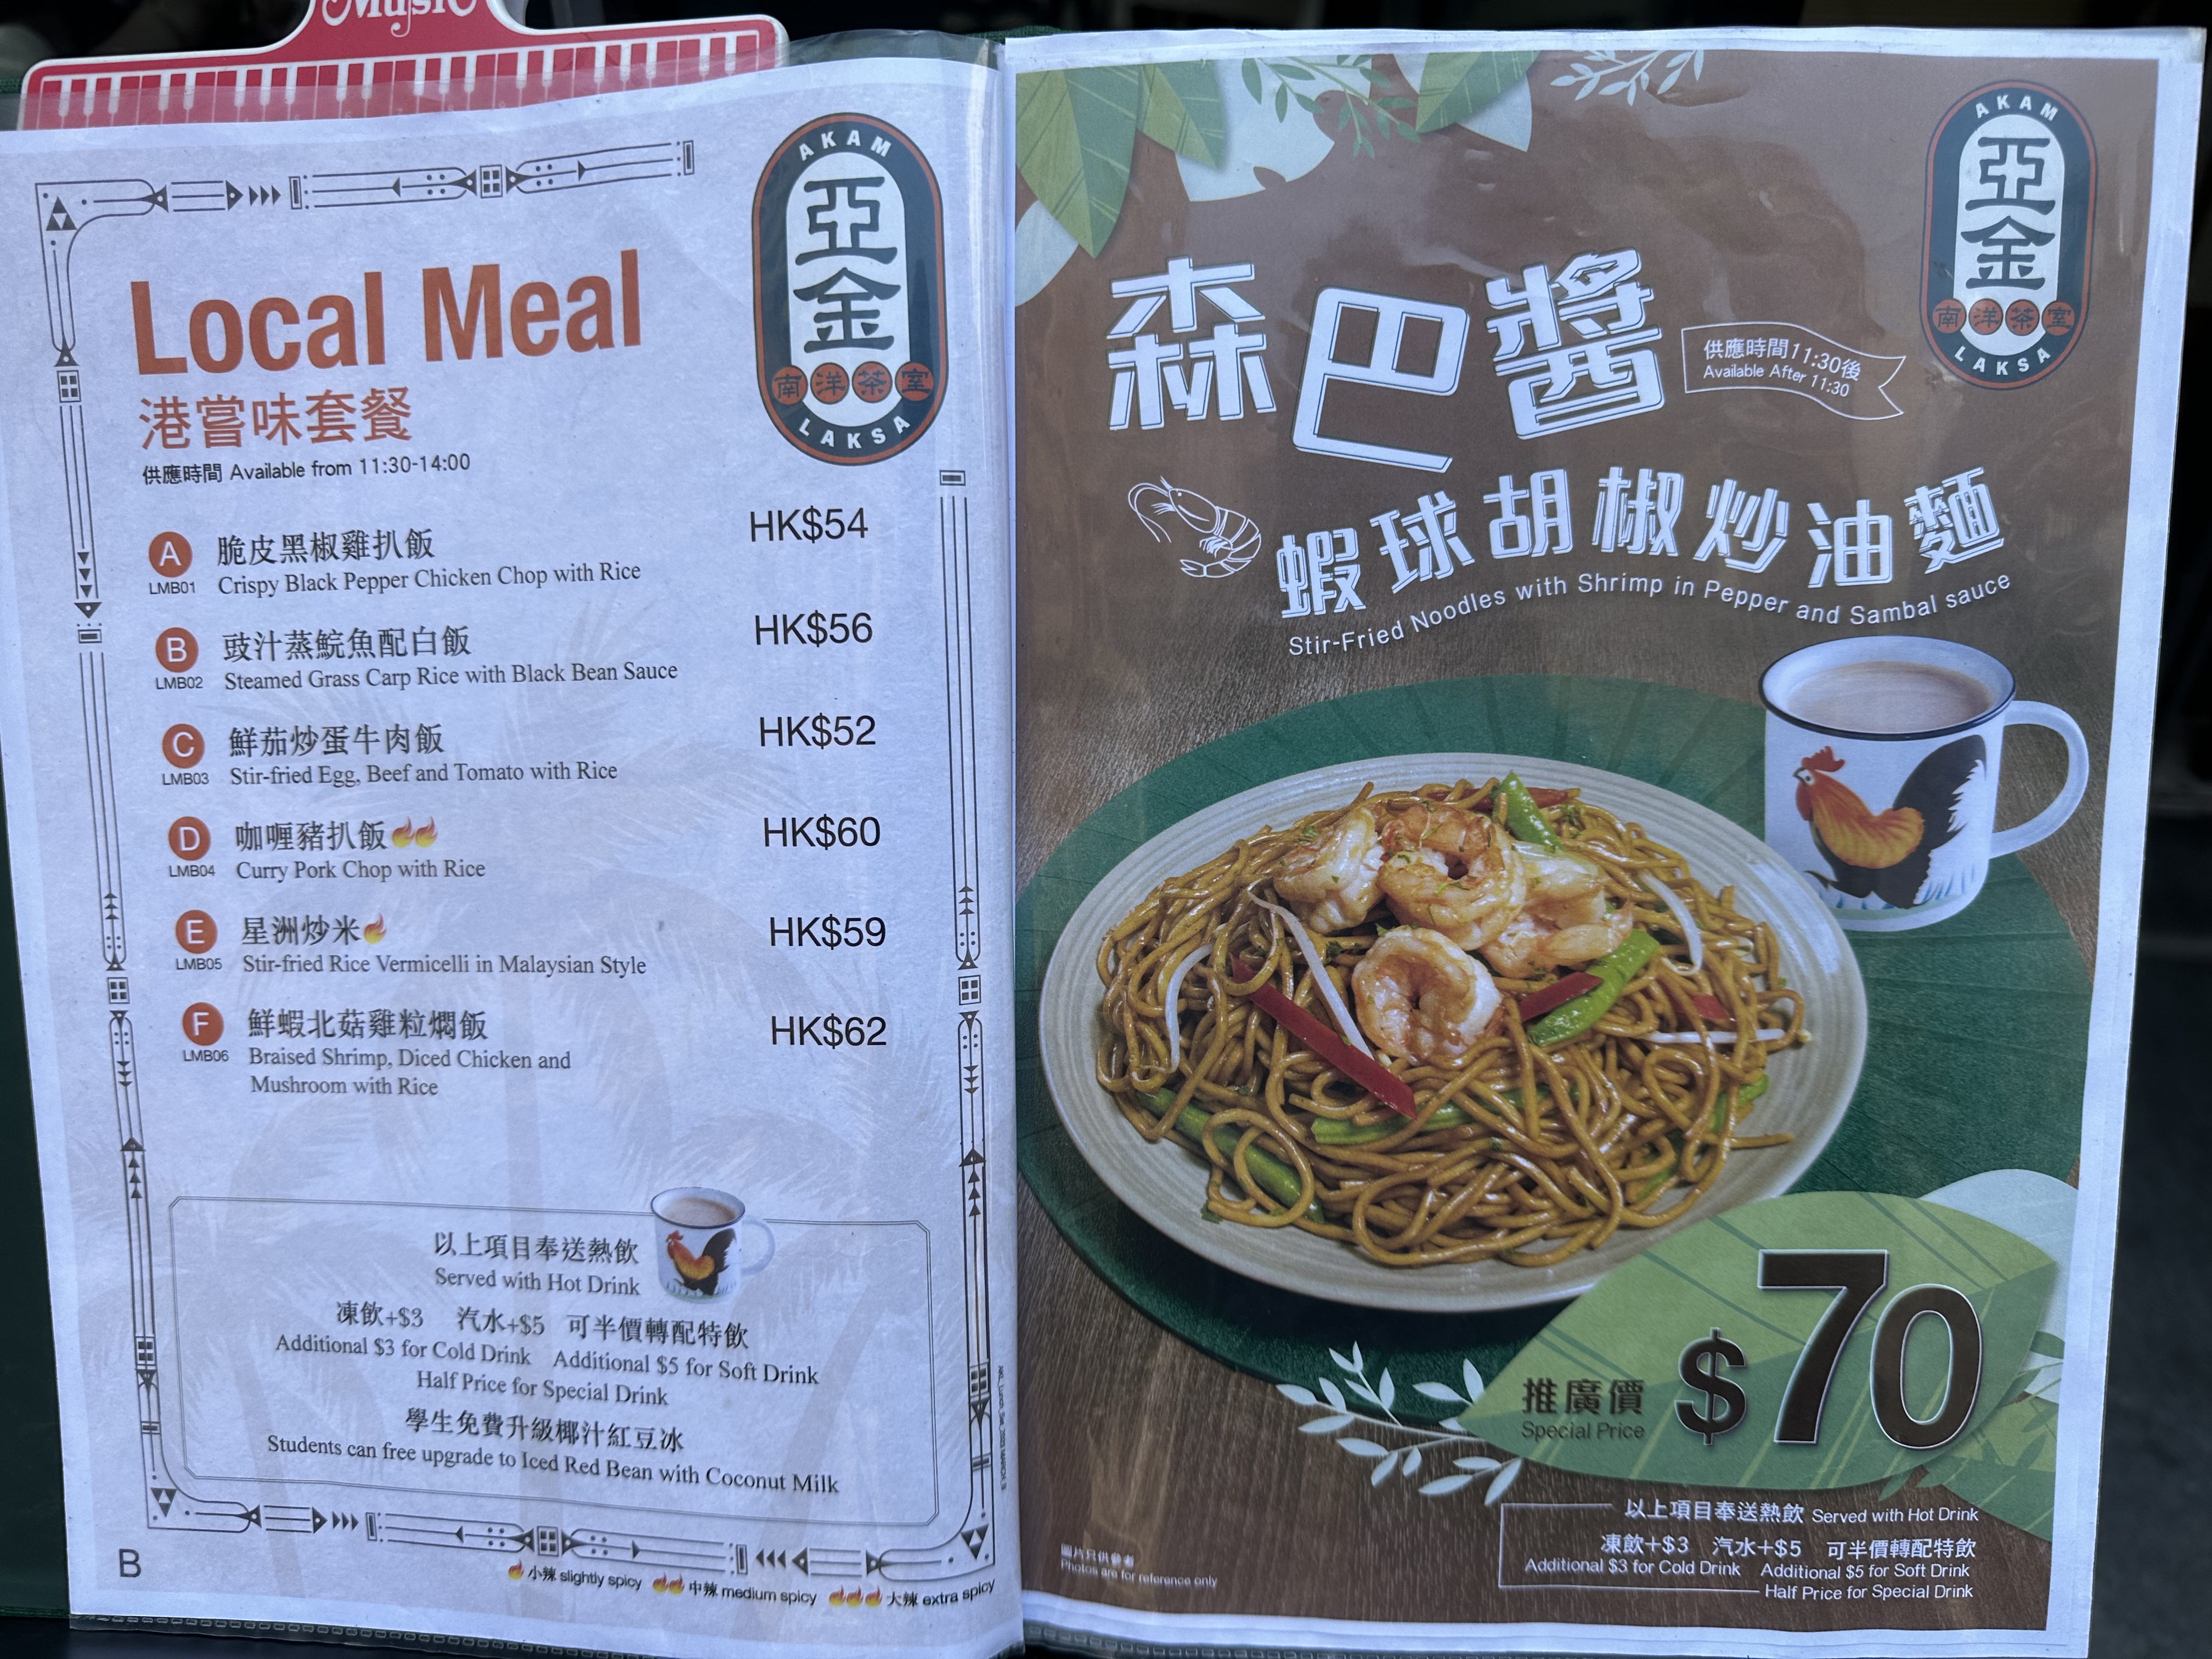 Music
AKAM
亞金
南洋茶室
LAKSA
Local Meal
港嘗味套餐
供應時間 Available from 11:30-14:00
A 脆皮黑椒雞扒飯 HK$54
LMB01 Crispy Black Pepper Chicken Chop with Rice
B 豉汁蒸鯇魚配白飯 HK$56
LMB02 Steamed Grass Carp Rice with Black Bean Sauce
C 鮮茄炒蛋牛肉飯 HK$52
LMB03 Stir-fried Egg, Beef and Tomato with Rice
D 咖喱豬扒飯 HK$60
LMB04 Curry Pork Chop with Rice
E 星洲炒米 HK$59
LMB05 Stir-fried Rice Vermicelli in Malaysian Style
F 鮮蝦北菇雞粒燜飯 HK$62
LMB06 Braised Shrimp, Diced Chicken and
Mushroom with Rice
以上項目奉送熱飲
Served with Hot Drink
凍飲+$3 汽水+$5 可半價轉配特飲
Additional $3 for Cold Drink Additional $5 for Soft Drink
Half Price for Special Drink
學生免費升級椰汁紅豆冰
Students can free upgrade to Iced Red Bean with Coconut Milk
B
小辣 slightly spicy 中辣 medium spicy 大辣 extra spicy
AKAM
亞金
南洋茶室
LAKSA
森巴醬
供應時間11:30後
Available After 11:30
蝦球胡椒炒油麵
Stir-Fried Noodles with Shrimp in Pepper and Sambal sauce
推廣價 $70
Special Price
以上項目奉送熱飲 Served with Hot Drink
凍飲+$3 汽水+$5 可半價轉配特飲
Additional $3 for Cold Drink Additional $5 for Soft Drink
Half Price for Special Drink
圖片只供參考
Photos are for reference only